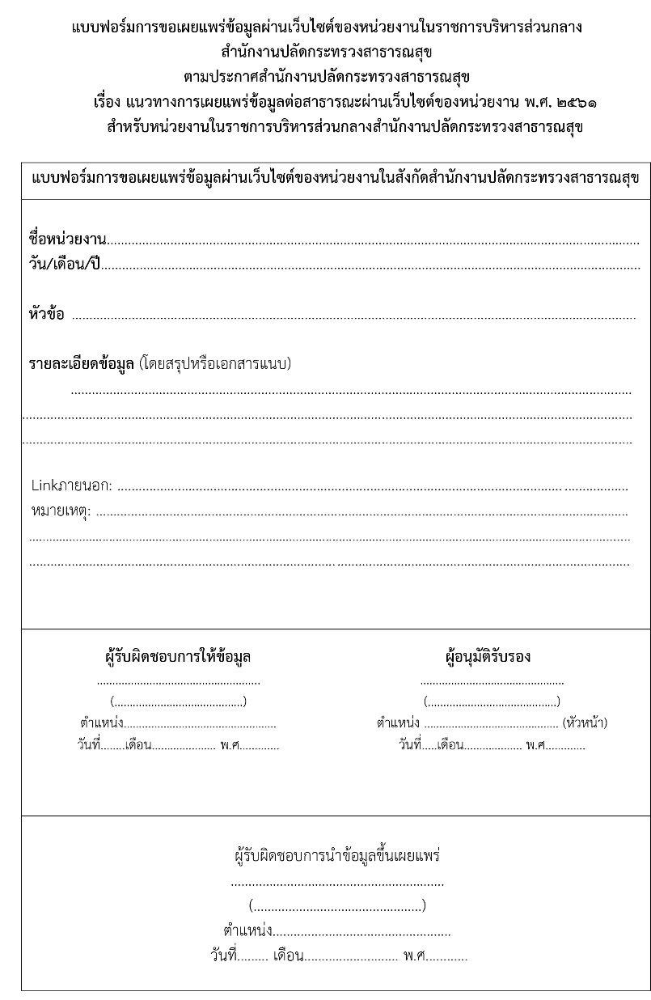 แบบฟอร์มการขอเผยแพร่ข้อมูลผ่านเว็บไซต์ของหน่วยงานในราชการบริหารส่วนกลาง
สำนักงานปลัดกระทรวงสาธารณสุข
ตามประกาศสำนักงานปลัดกระทรวงสาธารณสุข
เรื่อง แนวทางการเผยแพร่ข้อมูลต่อสาธารณะผ่านเว็บไซต์ของหน่วยงาน พ.ศ. ๒๕๖๑
สำหรับหน่วยงานในราชการบริหารส่วนกลางสำนักงานปลัดกระทรวงสาธารณสุข
แบบฟอร์มการขอเผยแพร่ข้อมูลผ่านเว็บไซต์ของหน่วยงานในสังกัดสำนักงานปลัดกระทรวงสาธารณสุข
ชื่อหน่วยงาน....................................................................................................
วัน/เดือน/ปี....................................................................................................
หัวข้อ ....................................................................................................
รายละเอียดข้อมูล (โดยสรุปหรือเอกสารแนบ)
....................................................................................................
....................................................................................................
....................................................................................................
Linkภายนอก: ....................................................................................................
หมายเหตุ: ....................................................................................................
....................................................................................................
....................................................................................................
ผู้รับผิดชอบการให้ข้อมูล ผู้อนุมัติรับรอง
.................................................... ..............................................
(.........................................) (.........................................)
ตำแหน่ง................................................ ตำแหน่ง .......................................... (หัวหน้า)
วันที่........เดือน..................... พ.ศ............. วันที่.....เดือน................... พ.ศ.............
ผู้รับผิดชอบการนำข้อมูลขึ้นเผยแพร่
.............................................................
(................................................)
ตำแหน่ง...................................................
วันที่......... เดือน........................... พ.ศ............